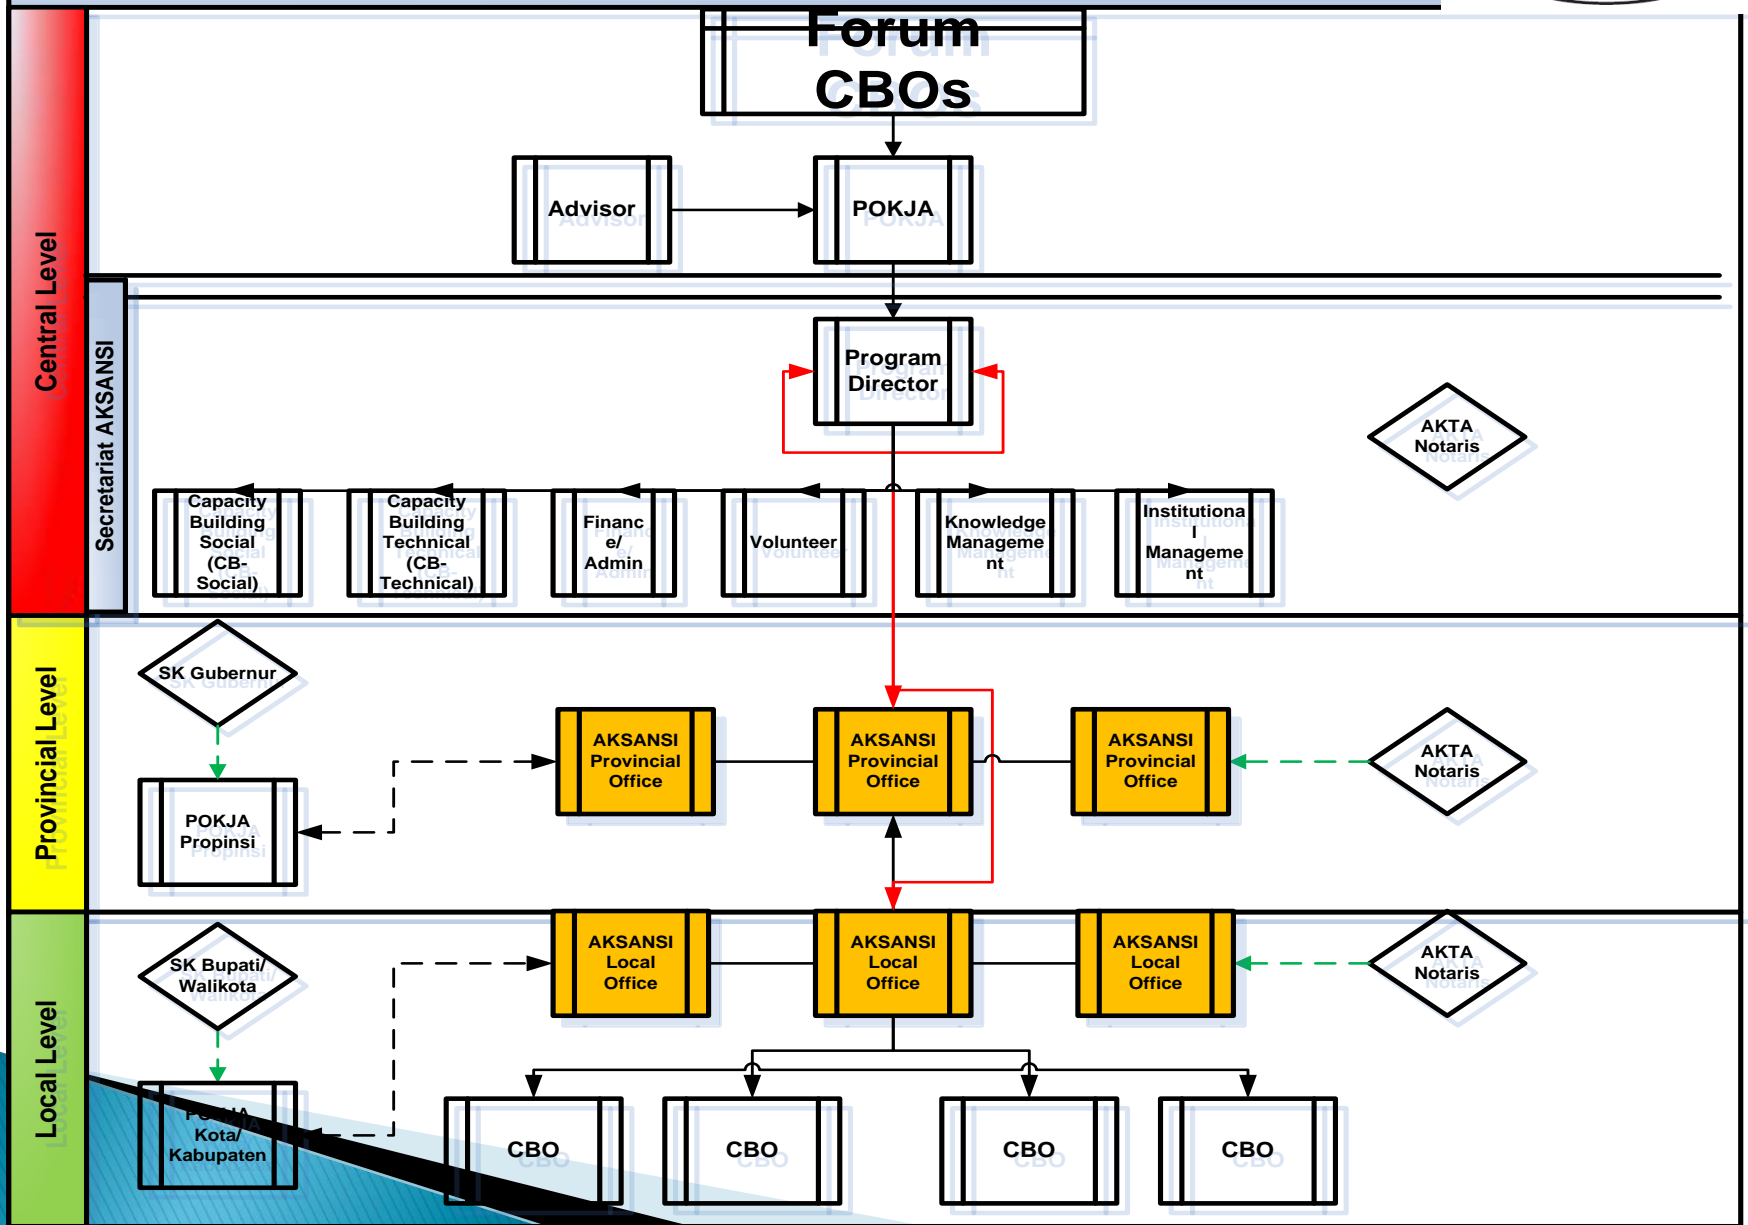 Forum
CBOs
Central Level
Advisor
POKJA
Secretariat AKSANSI
Program
Director
AKTA
Notaris
Capacity
Building
Social
(CB-
Social)
Capacity
Building
Technical
(CB-
Technical)
Financ
e/
Admin
Volunteer
Knowledge
Manageme
nt
Institutiona
l
Manageme
nt
Provincial Level
SK Gubernur
POKJA
Propinsi
AKSANSI
Provincial
Office
AKSANSI
Provincial
Office
AKSANSI
Provincial
Office
AKTA
Notaris
Local Level
SK Bupati/
Walikota
POKJA
Kota/
Kabupaten
AKSANSI
Local
Office
AKSANSI
Local
Office
AKSANSI
Local
Office
AKTA
Notaris
CBO
CBO
CBO
CBO